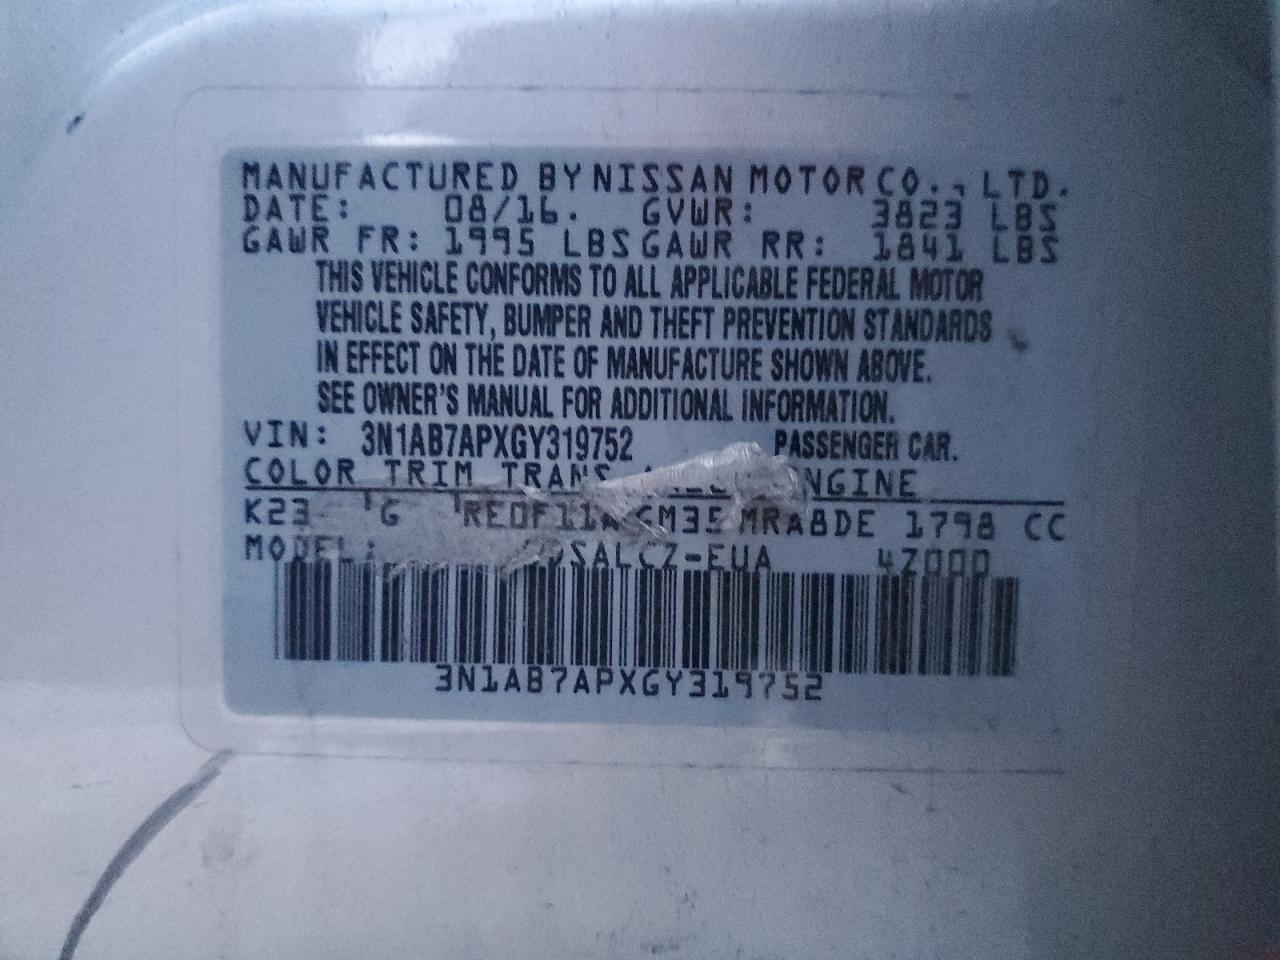 MANUFACTURED BY NISSAN MOTOR CO., LTD.
DATE: 08/16. GVWR: 3823 LBS
GAWR FR: 1995 LBS GAWR RR: 1841 LBS
THIS VEHICLE CONFORMS TO ALL APPLICABLE FEDERAL MOTOR
VEHICLE SAFETY, BUMPER AND THEFT PREVENTION STANDARDS
IN EFFECT ON THE DATE OF MANUFACTURE SHOWN ABOVE.
SEE OWNER'S MANUAL FOR ADDITIONAL INFORMATION.
VIN: 3N1AB7APXGY319752 PASSENGER CAR.
COLOR TRIM TRANS ENGINE
K23 G RE0F11A GM35 MRA8DE 1798 CC
MODEL: DSALCZ-EUA 4Z000
3N1AB7APXGY319752